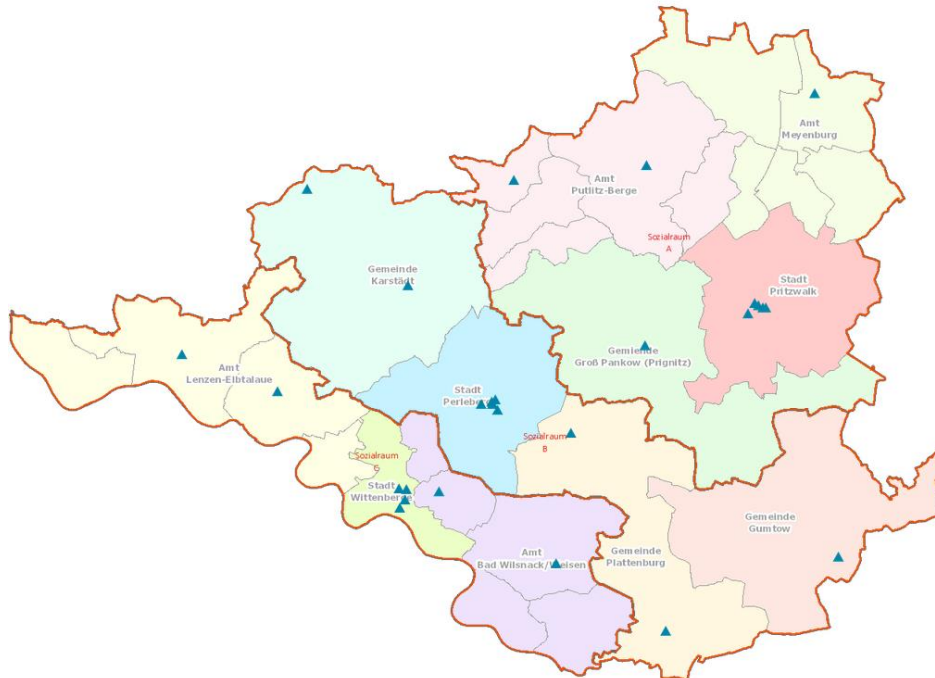 Amt
Meyenburg
Amt
Putlitz-Berge
Sozialraum
A
Gemeinde
Karstädt
Stadt
Pritzwalk
Gemiende
Groß Pankow (Prignitz)
Amt
Lenzen-Elbtalaue
Stadt
Perleberg
Sozialraum
B
Sozialraum
C
Stadt
Wittenberge
Gemeinde
Gumtow
Amt
Bad Wilsnack/Weisen
Gemeinde
Plattenburg